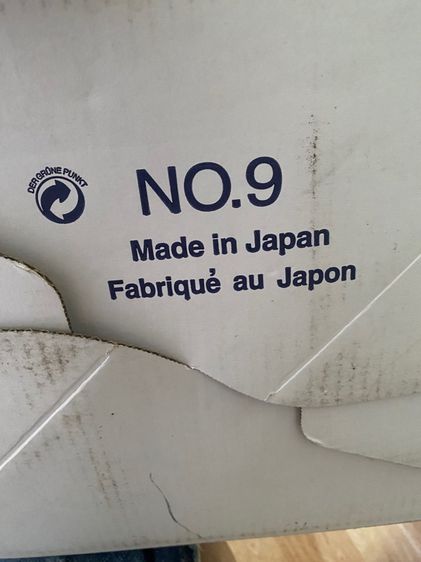 DER GRÜNE PUNKT
NO.9
Made in Japan
Fabriqué au Japon